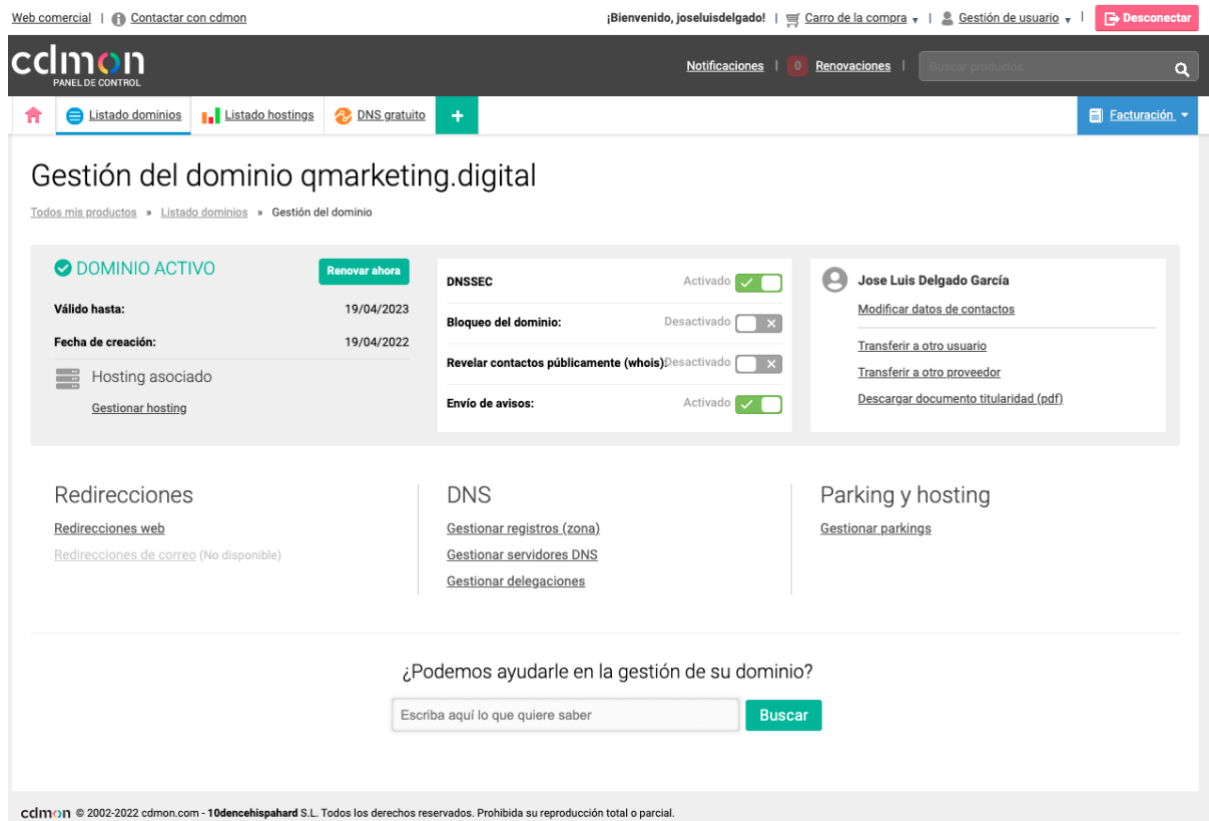 Web comercial | Contactar con cdmon ¡Bienvenido, joseluisdelgado! | Carro de la compra | Gestión de usuario | Desconectar
cdmon
PANEL DE CONTROL
Notificaciones | 0 Renovaciones | Buscar productos
Listado dominios Listado hostings DNS gratuito + Facturación
Gestión del dominio qmarketing.digital
Todos mis productos » Listado dominios » Gestión del dominio
DOMINIO ACTIVO Renovar ahora
Válido hasta: 19/04/2023
Fecha de creación: 19/04/2022
Hosting asociado
Gestionar hosting
DNSSEC Activado
Bloqueo del dominio: Desactivado
Revelar contactos públicamente (whois): Desactivado
Envío de avisos: Activado
Jose Luis Delgado García
Modificar datos de contactos
Transferir a otro usuario
Transferir a otro proveedor
Descargar documento titularidad (pdf)
Redirecciones
Redirecciones web
Redirecciones de correo (No disponible)
DNS
Gestionar registros (zona)
Gestionar servidores DNS
Gestionar delegaciones
Parking y hosting
Gestionar parkings
¿Podemos ayudarle en la gestión de su dominio?
Escriba aquí lo que quiere saber Buscar
cdmon © 2002-2022 cdmon.com - 10dencehispahard S.L. Todos los derechos reservados. Prohibida su reproducción total o parcial.